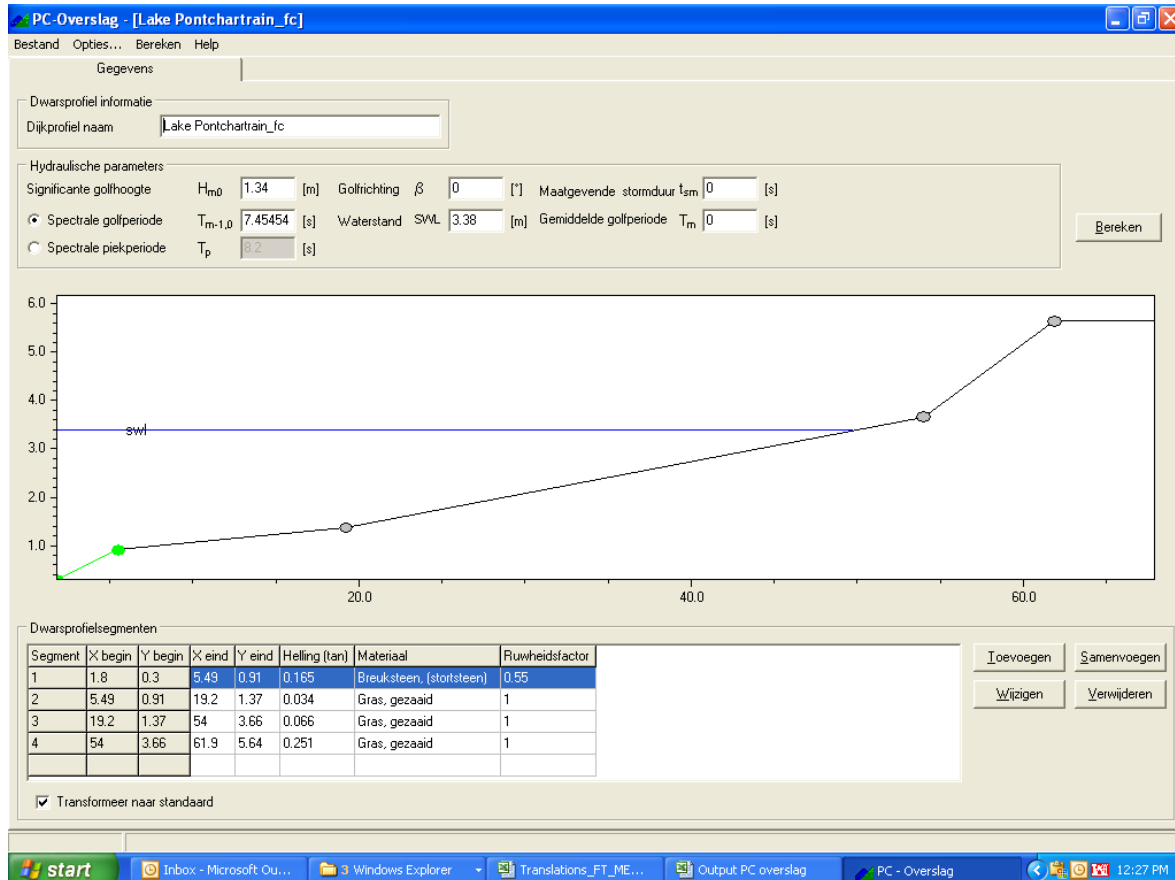 PC-Overslag - [Lake Pontchartrain_fc]
Bestand Opties... Bereken Help
Gegevens
Dwarsprofiel informatie
Dijkprofiel naam Lake Pontchartrain_fc
Hydraulische parameters
Significante golfhoogte Hm0 1.34 [m] Golfrichting β 0 [°] Maatgevende stormduur tsm 0 [s]
Spectrale golfperiode Tm-1,0 7.45454 [s] Waterstand SWL 3.38 [m] Gemiddelde golfperiode Tm 0 [s]
Spectrale piekperiode Tp 8.2 [s]
Bereken
6.0
5.0
4.0
swl
3.0
2.0
1.0
20.0 40.0 60.0
Dwarsprofielsegmenten
Segment X begin Y begin X eind Y eind Helling (tan) Materiaal Ruwheidsfactor
1 1.8 0.3 5.49 0.91 0.165 Breuksteen, (stortsteen) 0.55
2 5.49 0.91 19.2 1.37 0.034 Gras, gezaaid 1
3 19.2 1.37 54 3.66 0.066 Gras, gezaaid 1
4 54 3.66 61.9 5.64 0.251 Gras, gezaaid 1
Toevoegen Samenvoegen
Wijzigen Verwijderen
Transformeer naar standaard
start Inbox - Microsoft Ou... 3 Windows Explorer Translations_FT_ME... Output PC overslag PC - Overslag 12:27 PM